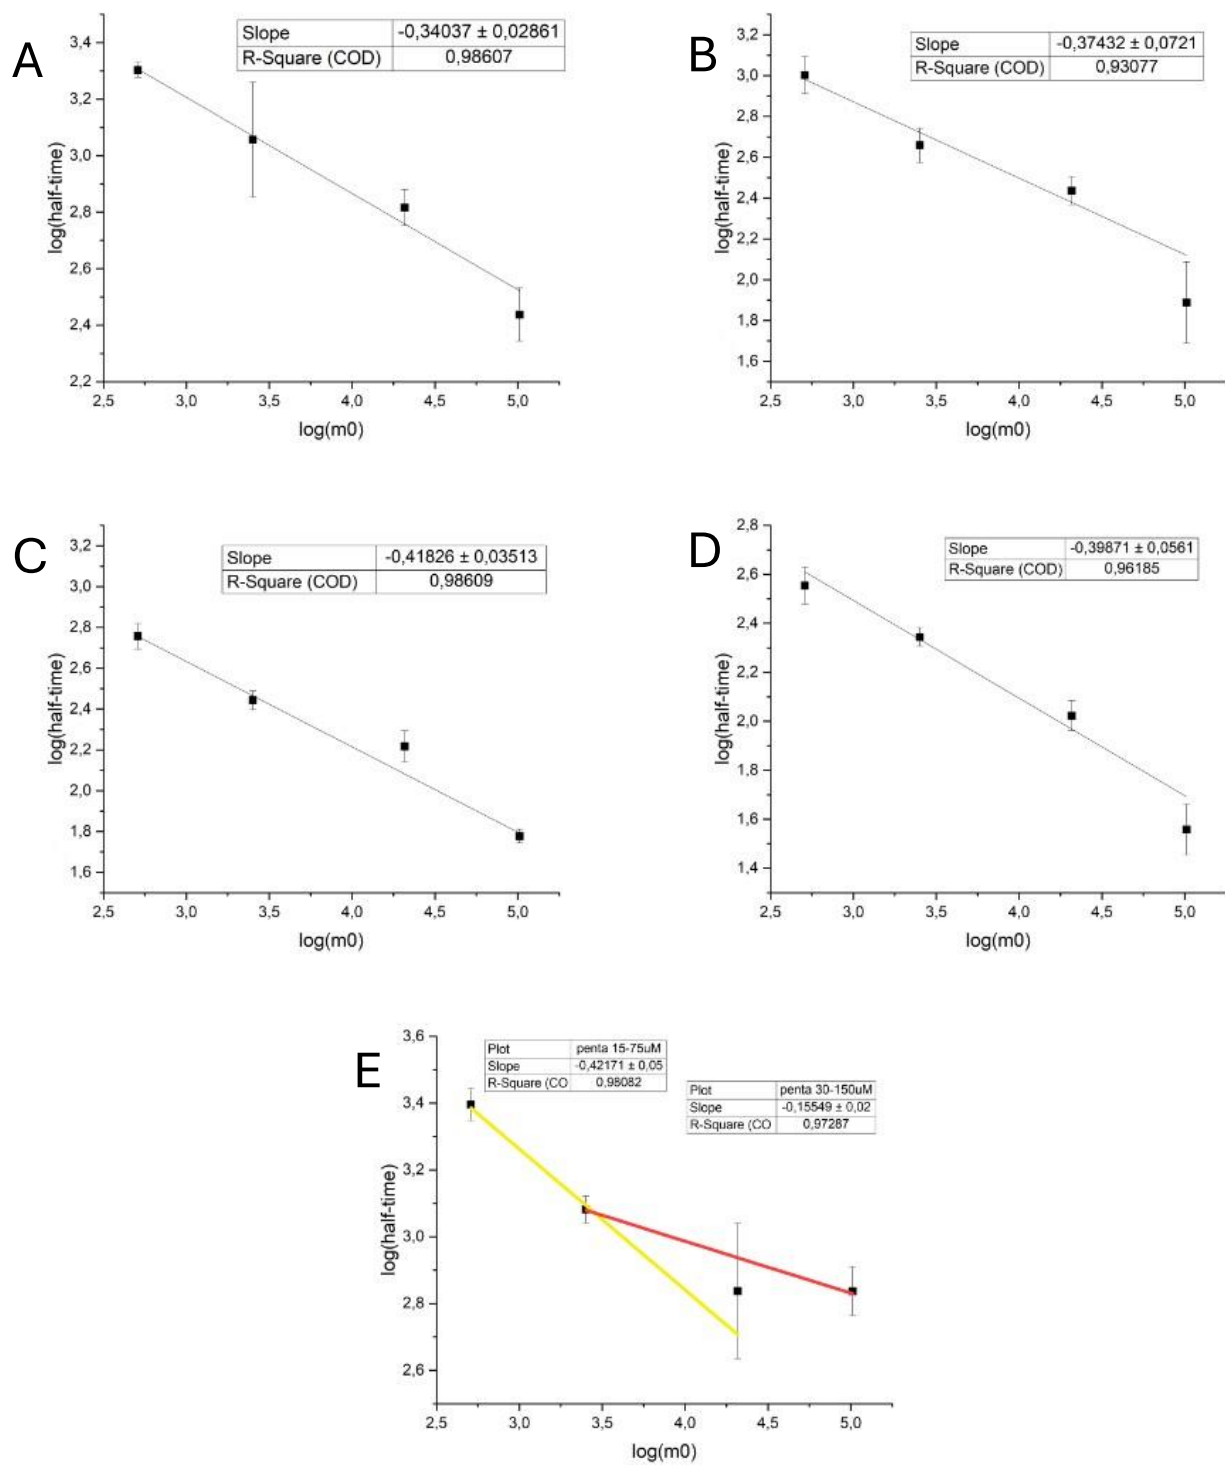 A
Slope -0,34037 ± 0,02861
R-Square (COD) 0,98607
3,4
3,2
3,0
2,8
2,6
2,4
2,2
log(half-time)
2,5 3,0 3,5 4,0 4,5 5,0
log(m0)
B
Slope -0,37432 ± 0,0721
R-Square (COD) 0,93077
3,2
3,0
2,8
2,6
2,4
2,2
2,0
1,8
1,6
log(half-time)
2,5 3,0 3,5 4,0 4,5 5,0
log(m0)
C
Slope -0,41826 ± 0,03513
R-Square (COD) 0,98609
3,2
3,0
2,8
2,6
2,4
2,2
2,0
1,8
1,6
log(half-time)
2,5 3,0 3,5 4,0 4,5 5,0
log(m0)
D
Slope -0,39871 ± 0,0561
R-Square (COD) 0,96185
2,8
2,6
2,4
2,2
2,0
1,8
1,6
1,4
log(half-time)
2,5 3,0 3,5 4,0 4,5 5,0
log(m0)
E
Plot penta 15-75uM
Slope -0,42171 ± 0,05
R-Square (CO 0,98082
Plot penta 30-150uM
Slope -0,15549 ± 0,02
R-Square (CO 0,97287
3,6
3,4
3,2
3,0
2,8
2,6
log(half-time)
2,5 3,0 3,5 4,0 4,5 5,0
log(m0)